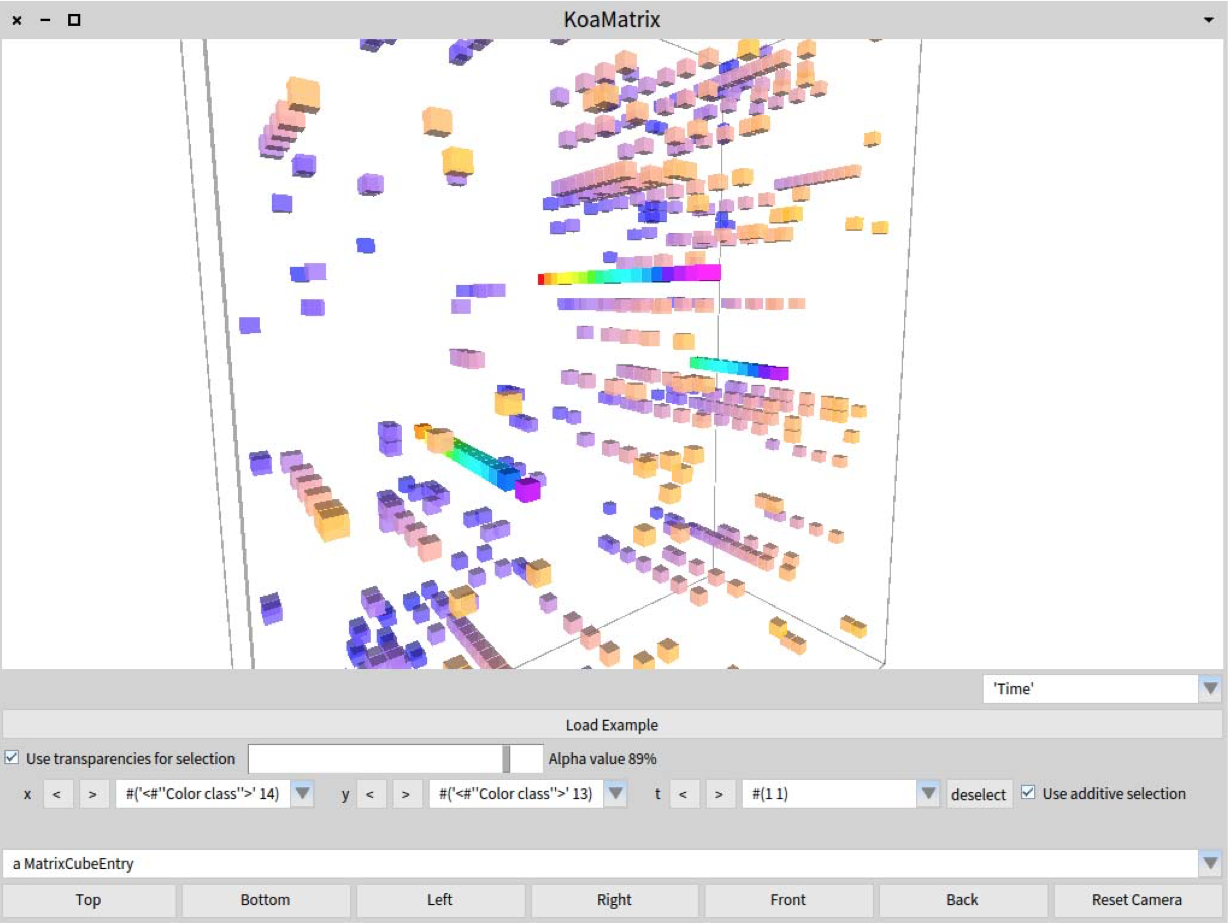 KoaMatrix
'Time'
Load Example
Use transparencies for selection Alpha value 89%
x < > #('<#''Color class''>' 14) y < > #('<#''Color class''>' 13) t < > #(1 1) deselect Use additive selection
a MatrixCubeEntry
Top Bottom Left Right Front Back Reset Camera